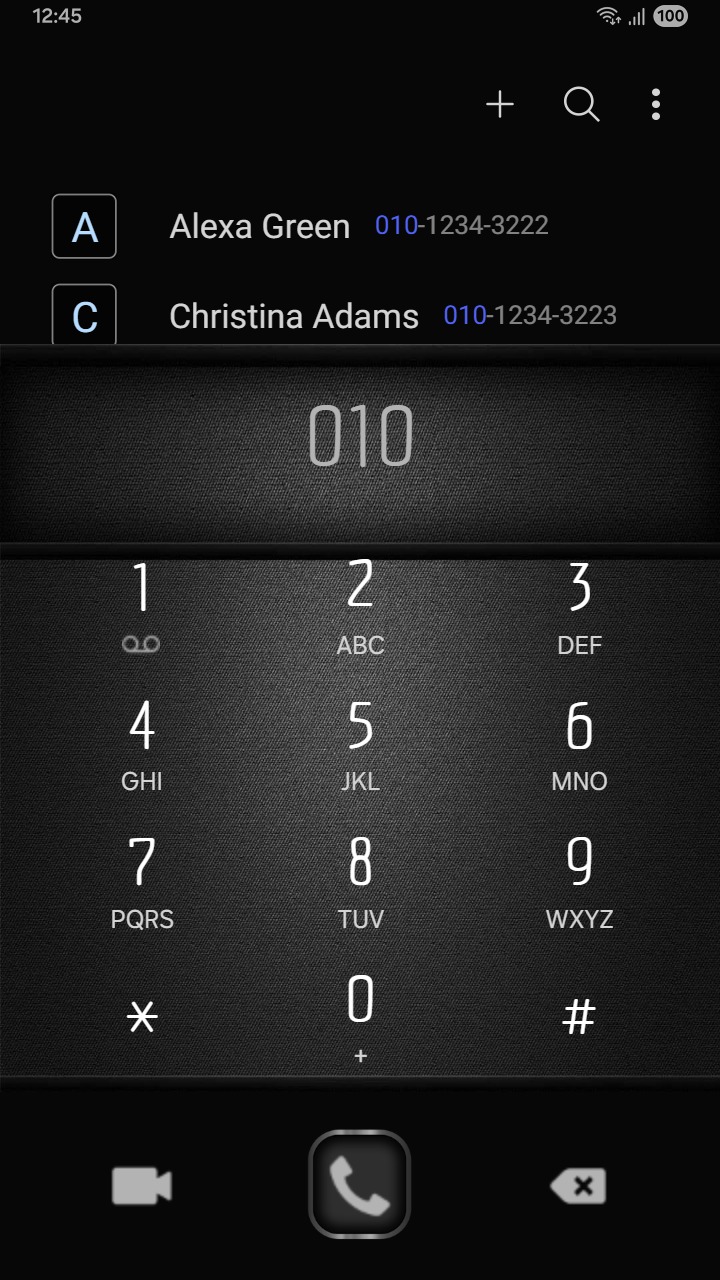 12:45 100
A Alexa Green 010-1234-3222
C Christina Adams 010-1234-3223
010
1 2 3
ABC DEF
4 5 6
GHI JKL MNO
7 8 9
PQRS TUV WXYZ
* 0 #
+